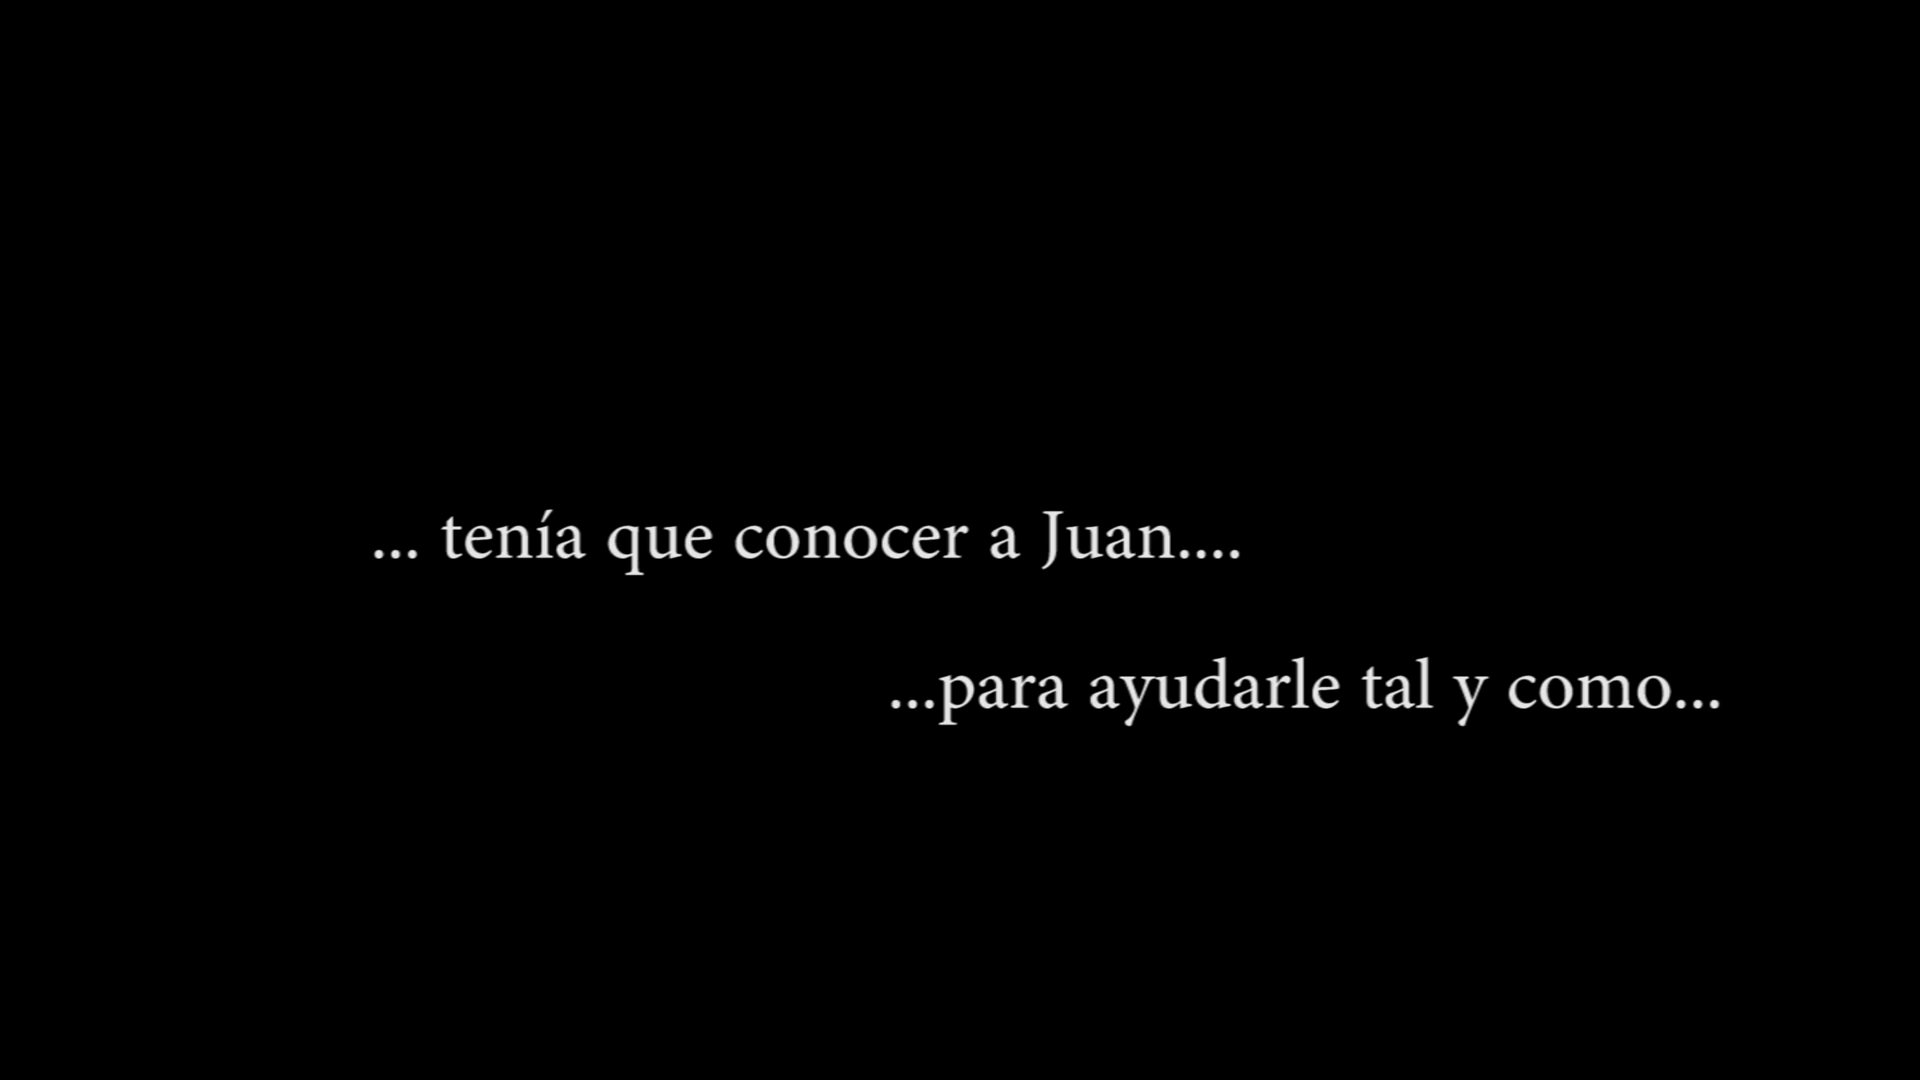 ... tenía que conocer a Juan....
...para ayudarle tal y como...